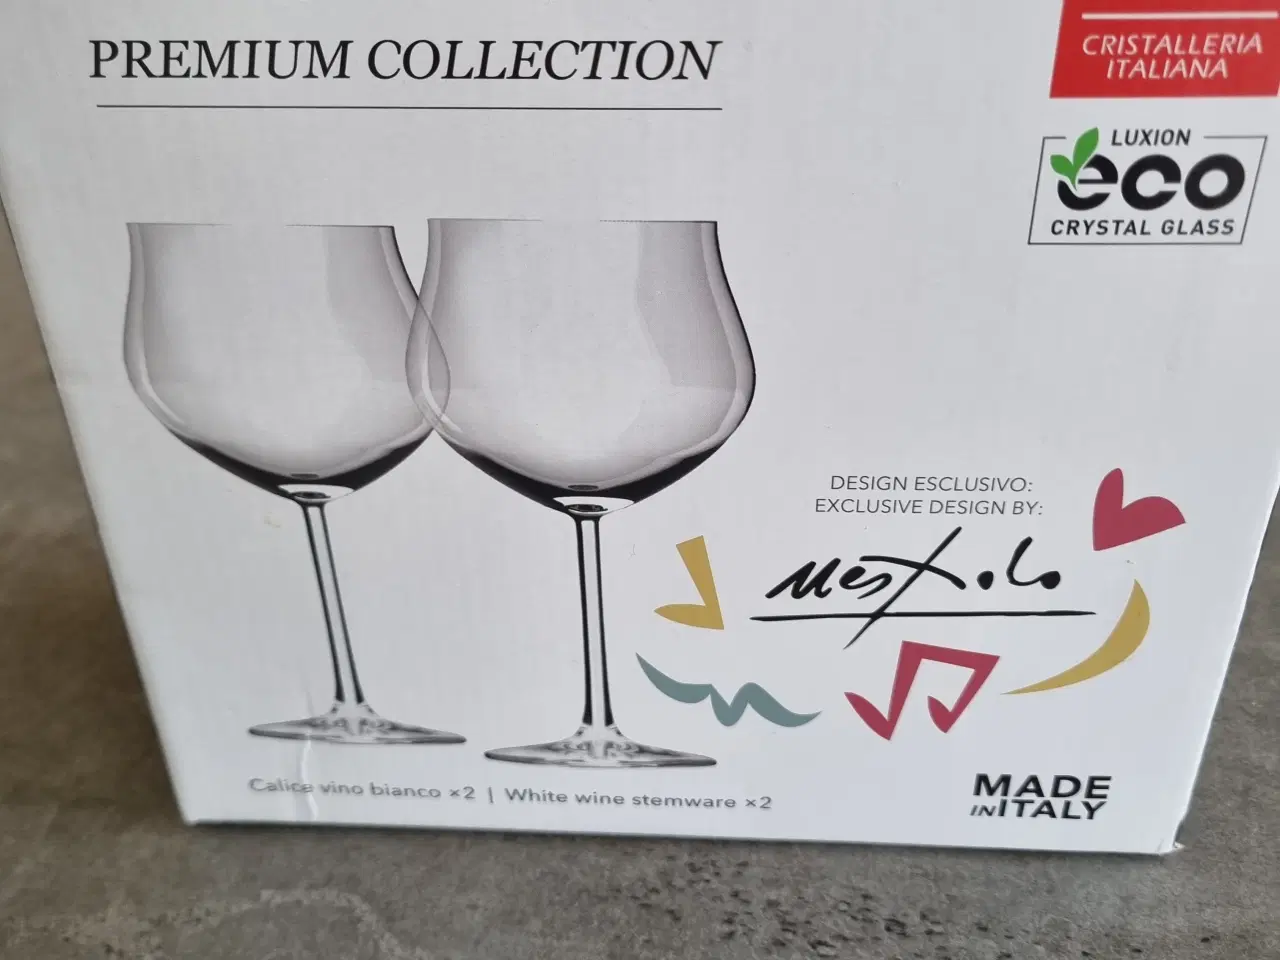 PREMIUM COLLECTION
CRISTALLERIA
ITALIANA
LUXION
eco
CRYSTAL GLASS
DESIGN ESCLUSIVO:
EXCLUSIVE DESIGN BY:
MADE
IN ITALY
Calice vino bianco ×2 | White wine stemware ×2